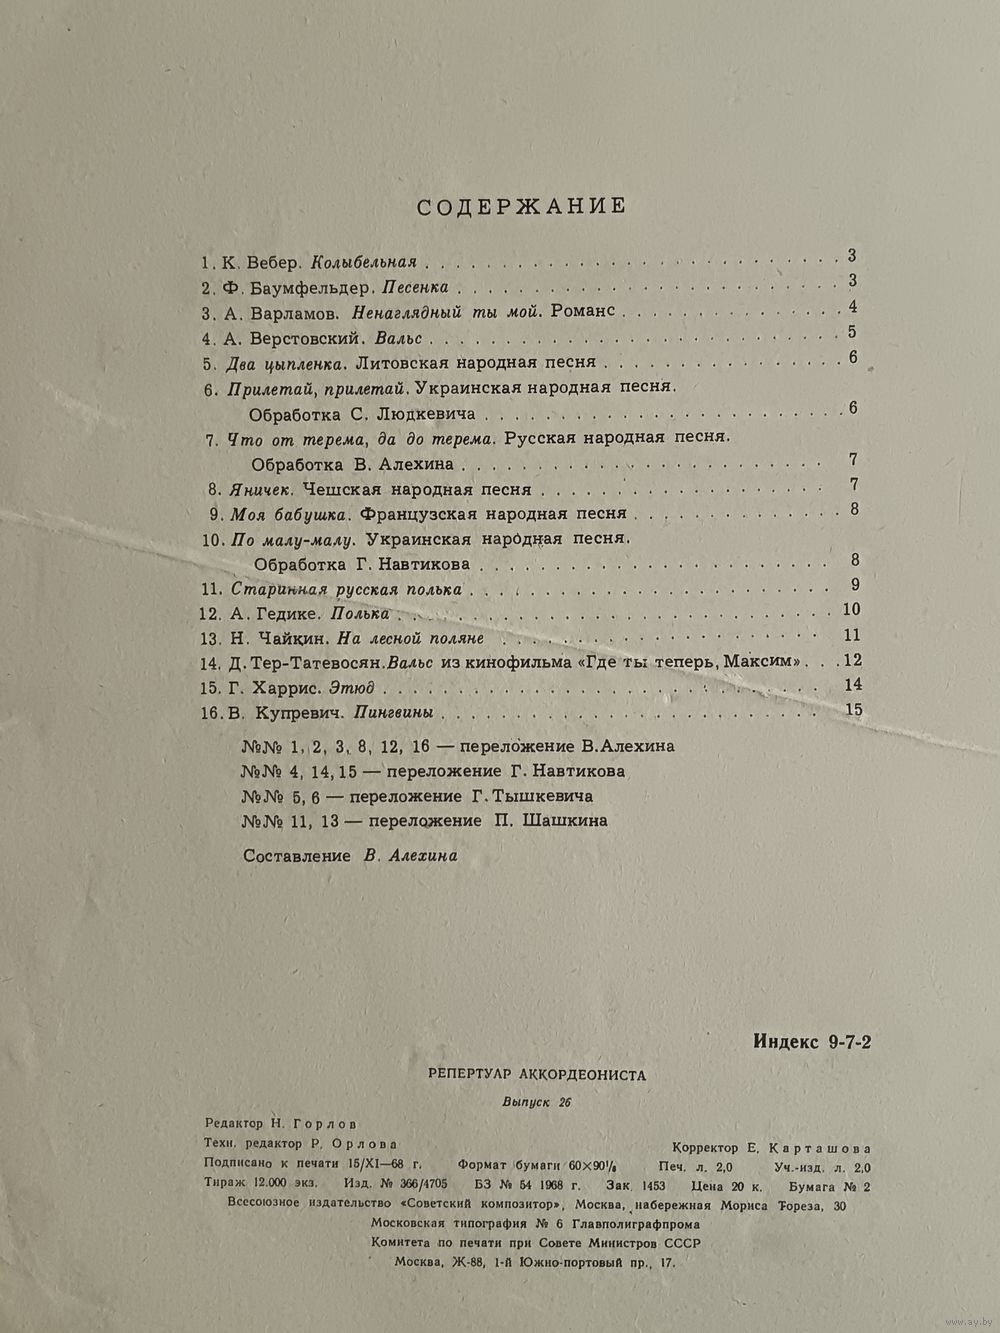 СОДЕРЖАНИЕ
1. К. Вебер. Колыбельная . . . . . . . . . . . . . . . . . . . . . . . 3
2. Ф. Баумфельдер. Песенка . . . . . . . . . . . . . . . . . . . . . . 3
3. А. Варламов. Ненаглядный ты мой. Романс . . . . . . . . . . . . 4
4. А. Верстовский. Вальс . . . . . . . . . . . . . . . . . . . . . . . 5
5. Два цыпленка. Литовская народная песня . . . . . . . . . . . . . 6
6. Прилетай, прилетай. Украинская народная песня.
Обработка С. Людкевича . . . . . . . . . . . . . . . . . . . . 6
7. Что от терема, да до терема. Русская народная песня.
Обработка В. Алехина . . . . . . . . . . . . . . . . . . . . 7
8. Яничек. Чешская народная песня . . . . . . . . . . . . . . . 7
9. Моя бабушка. Французская народная песня . . . . . . . . . . . 8
10. По малу-малу. Украинская народная песня.
Обработка Г. Навтикова . . . . . . . . . . . . . . . . . . . 8
11. Старинная русская полька . . . . . . . . . . . . . . . . . . . 9
12. А. Гедике. Полька . . . . . . . . . . . . . . . . . . . . . . . 10
13. Н. Чайкин. На лесной поляне . . . . . . . . . . . . . . . . . 11
14. Д. Тер-Татевосян. Вальс из кинофильма «Где ты теперь, Максим» . . . 12
15. Г. Харрис. Этюд . . . . . . . . . . . . . . . . . . . . . . . 14
16. В. Купревич. Пингвины . . . . . . . . . . . . . . . . . . . . 15
№№ 1, 2, 3, 8, 12, 16 — переложение В. Алехина
№№ 4, 14, 15 — переложение Г. Навтикова
№№ 5, 6 — переложение Г. Тышкевича
№№ 11, 13 — переложение П. Шашкина
Составление В. Алехина
Индекс 9-7-2
РЕПЕРТУАР АККОРДЕОНИСТА
Выпуск 26
Редактор Н. Горлов
Техн. редактор Р. Орлова Корректор Е. Карташова
Подписано к печати 15/XI—68 г. Формат бумаги 60×90⅛ Печ. л. 2,0 Уч.-изд. л. 2,0
Тираж 12.000 экз. Изд. № 366/4705 БЗ № 54 1968 г. Зак. 1453 Цена 20 к. Бумага № 2
Всесоюзное издательство «Советский композитор», Москва, набережная Мориса Тореза, 30
Московская типография № 6 Главполиграфпрома
Комитета по печати при Совете Министров СССР
Москва, Ж-88, 1-й Южно-портовый пр., 17.
www.ay.by